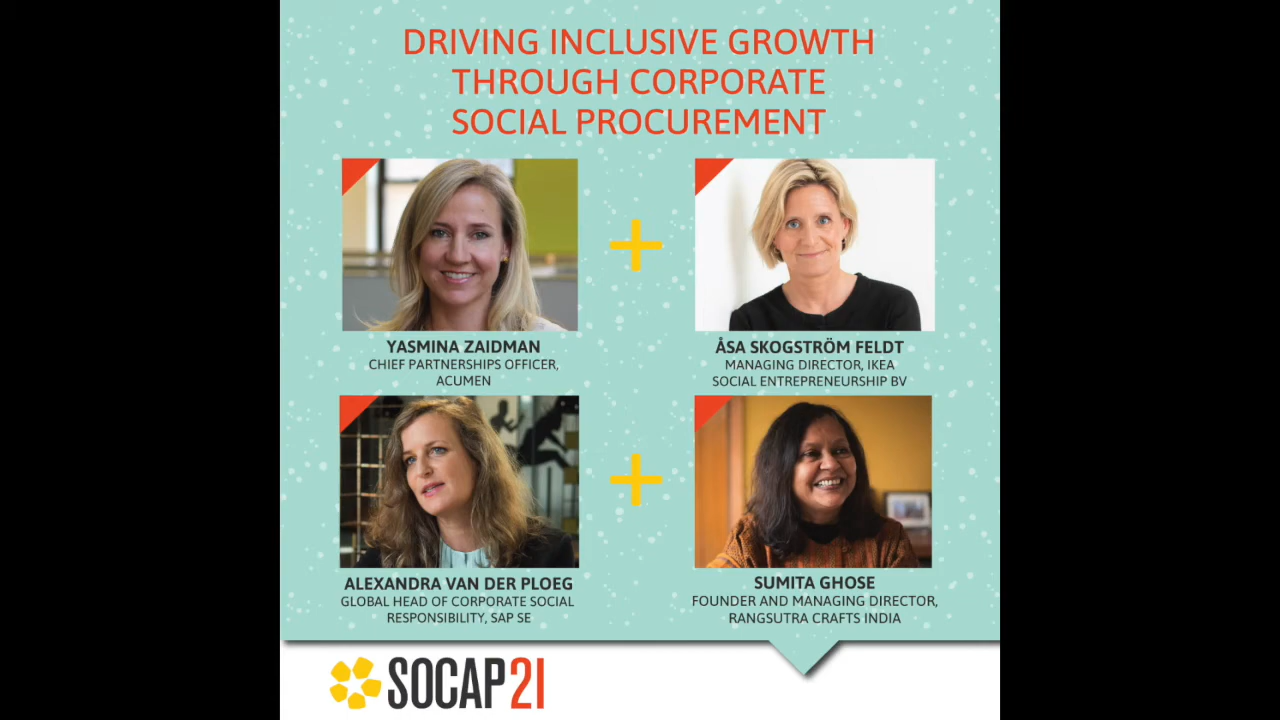 DRIVING INCLUSIVE GROWTH
THROUGH CORPORATE
SOCIAL PROCUREMENT
YASMINA ZAIDMAN
CHIEF PARTNERSHIPS OFFICER,
ACUMEN
ÅSA SKOGSTRÖM FELDT
MANAGING DIRECTOR, IKEA
SOCIAL ENTREPRENEURSHIP BV
ALEXANDRA VAN DER PLOEG
GLOBAL HEAD OF CORPORATE SOCIAL
RESPONSIBILITY, SAP SE
SUMITA GHOSE
FOUNDER AND MANAGING DIRECTOR,
RANGSUTRA CRAFTS INDIA
SOCAP21